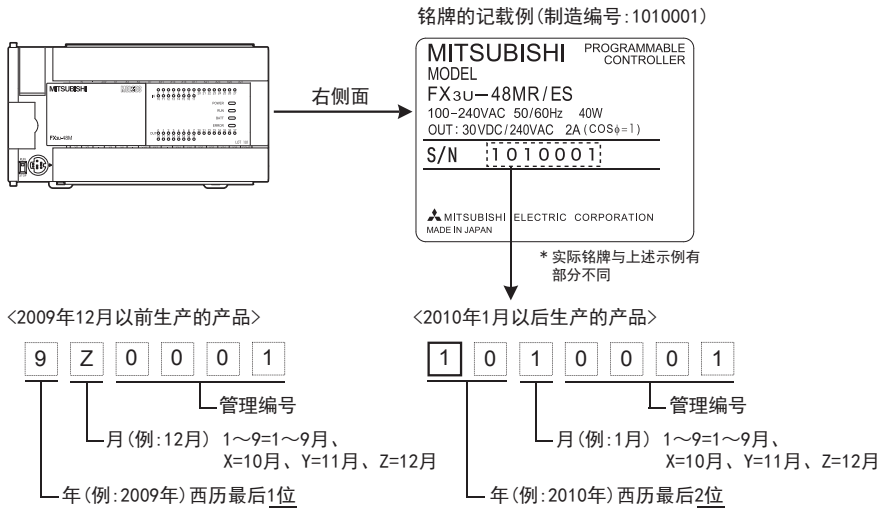 铭牌的记载例(制造编号:1010001)
MITSUBISHI PROGRAMMABLE CONTROLLER
MODEL
FX3U-48MR/ES
100-240VAC 50/60Hz 40W
OUT: 30VDC/240VAC 2A(COSφ=1)
S/N 1010001
MITSUBISHI ELECTRIC CORPORATION
MADE IN JAPAN
MITSUBISHI
POWER
RUN
BATT
ERROR
IN
OUT
FX3U-48M
右侧面
*实际铭牌与上述示例有
部分不同
<2009年12月以前生产的产品>
9 Z 0 0 0 1
管理编号
月(例:12月) 1～9=1～9月、
X=10月、Y=11月、Z=12月
年(例:2009年)西历最后1位
<2010年1月以后生产的产品>
1 0 1 0 0 0 1
管理编号
月(例:1月) 1～9=1～9月、
X=10月、Y=11月、Z=12月
年(例:2010年)西历最后2位